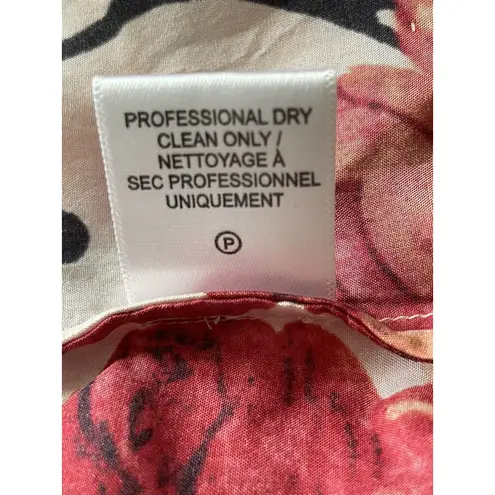 PROFESSIONAL DRY
CLEAN ONLY /
NETTOYAGE À
SEC PROFESSIONNEL
UNIQUEMENT
P